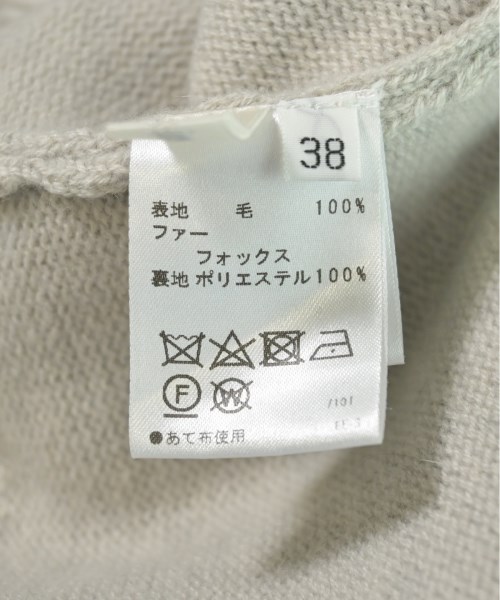 38
表地 毛 100%
ファー
フォックス
裏地 ポリエステル100%
F W
/101
●あて布使用